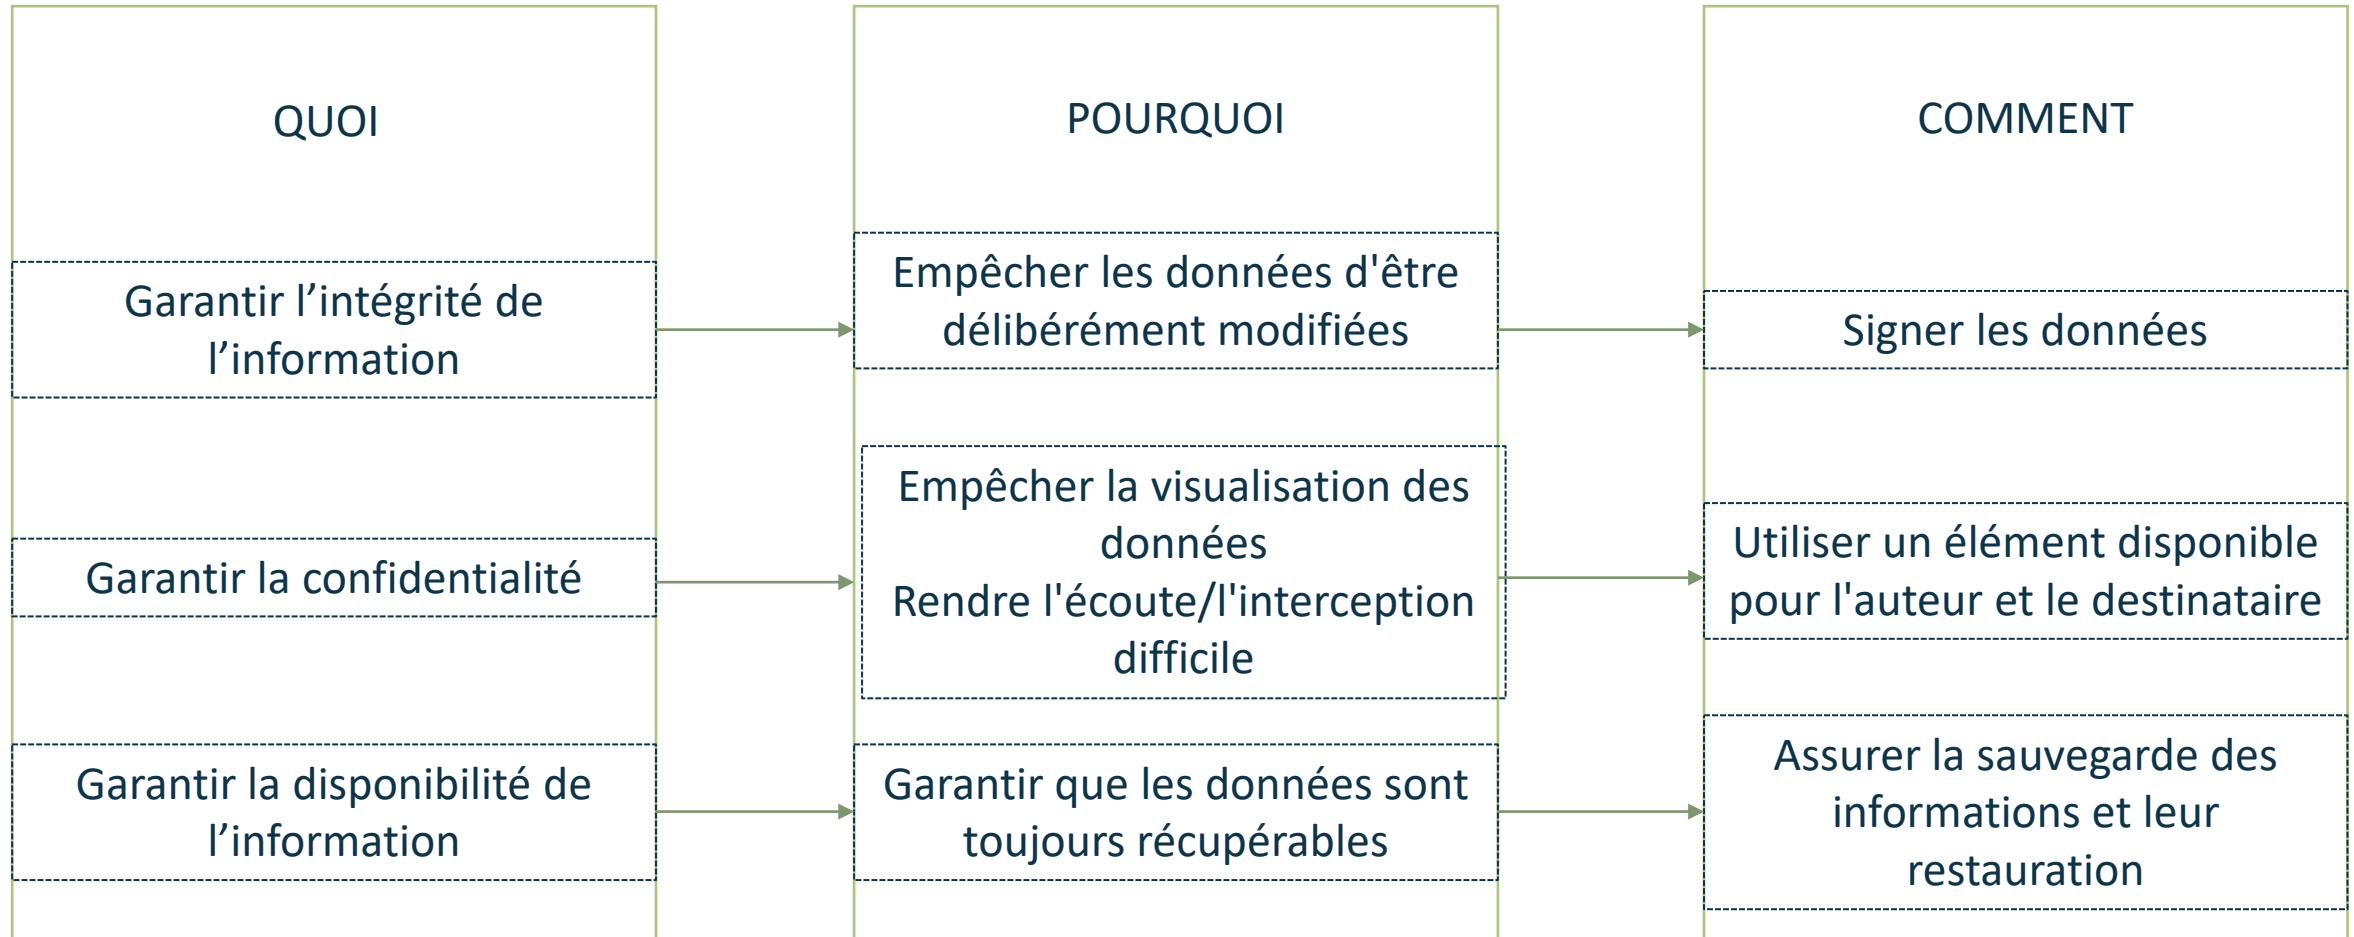 QUOI
POURQUOI
COMMENT
Garantir l’intégrité de
l’information
Empêcher les données d'être
délibérément modifiées
Signer les données
Garantir la confidentialité
Empêcher la visualisation des
données
Rendre l'écoute/l'interception
difficile
Utiliser un élément disponible
pour l'auteur et le destinataire
Garantir la disponibilité de
l’information
Garantir que les données sont
toujours récupérables
Assurer la sauvegarde des
informations et leur
restauration